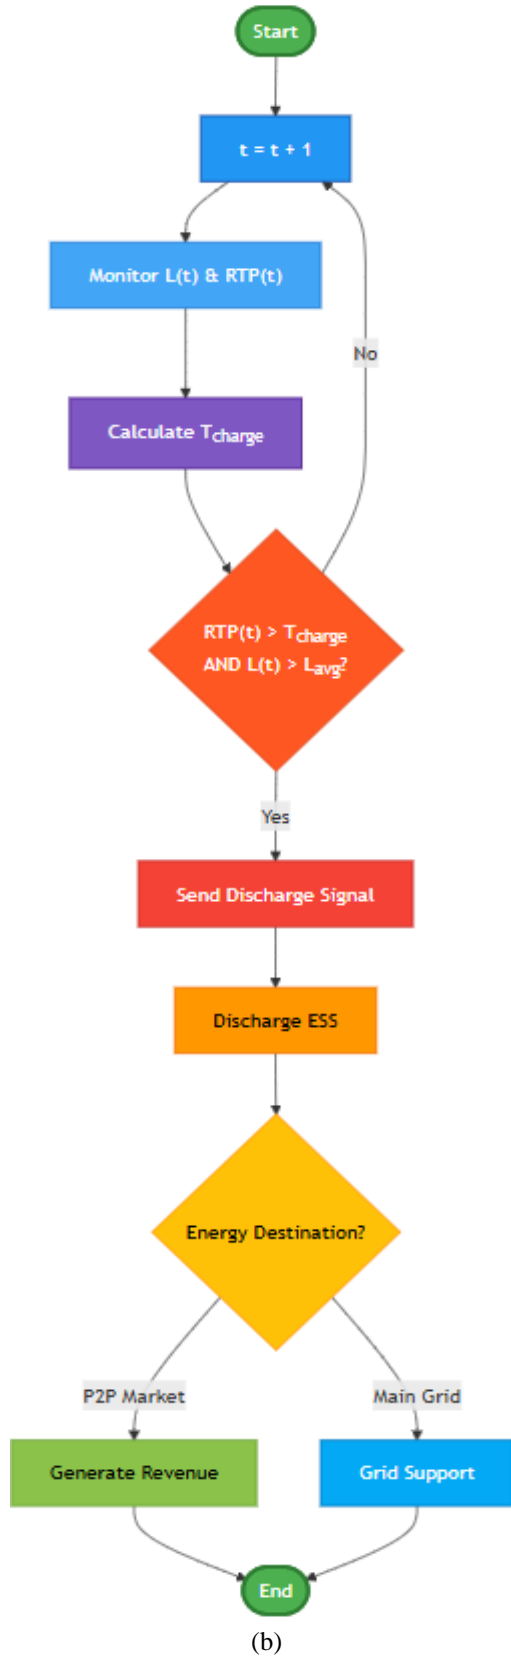 Start
t = t + 1
Monitor L(t) & RTP(t)
No
Calculate Tcharge
RTP(t) > Tcharge
AND L(t) > Lavg?
Yes
Send Discharge Signal
Discharge ESS
Energy Destination?
P2P Market
Main Grid
Generate Revenue
Grid Support
End
(b)